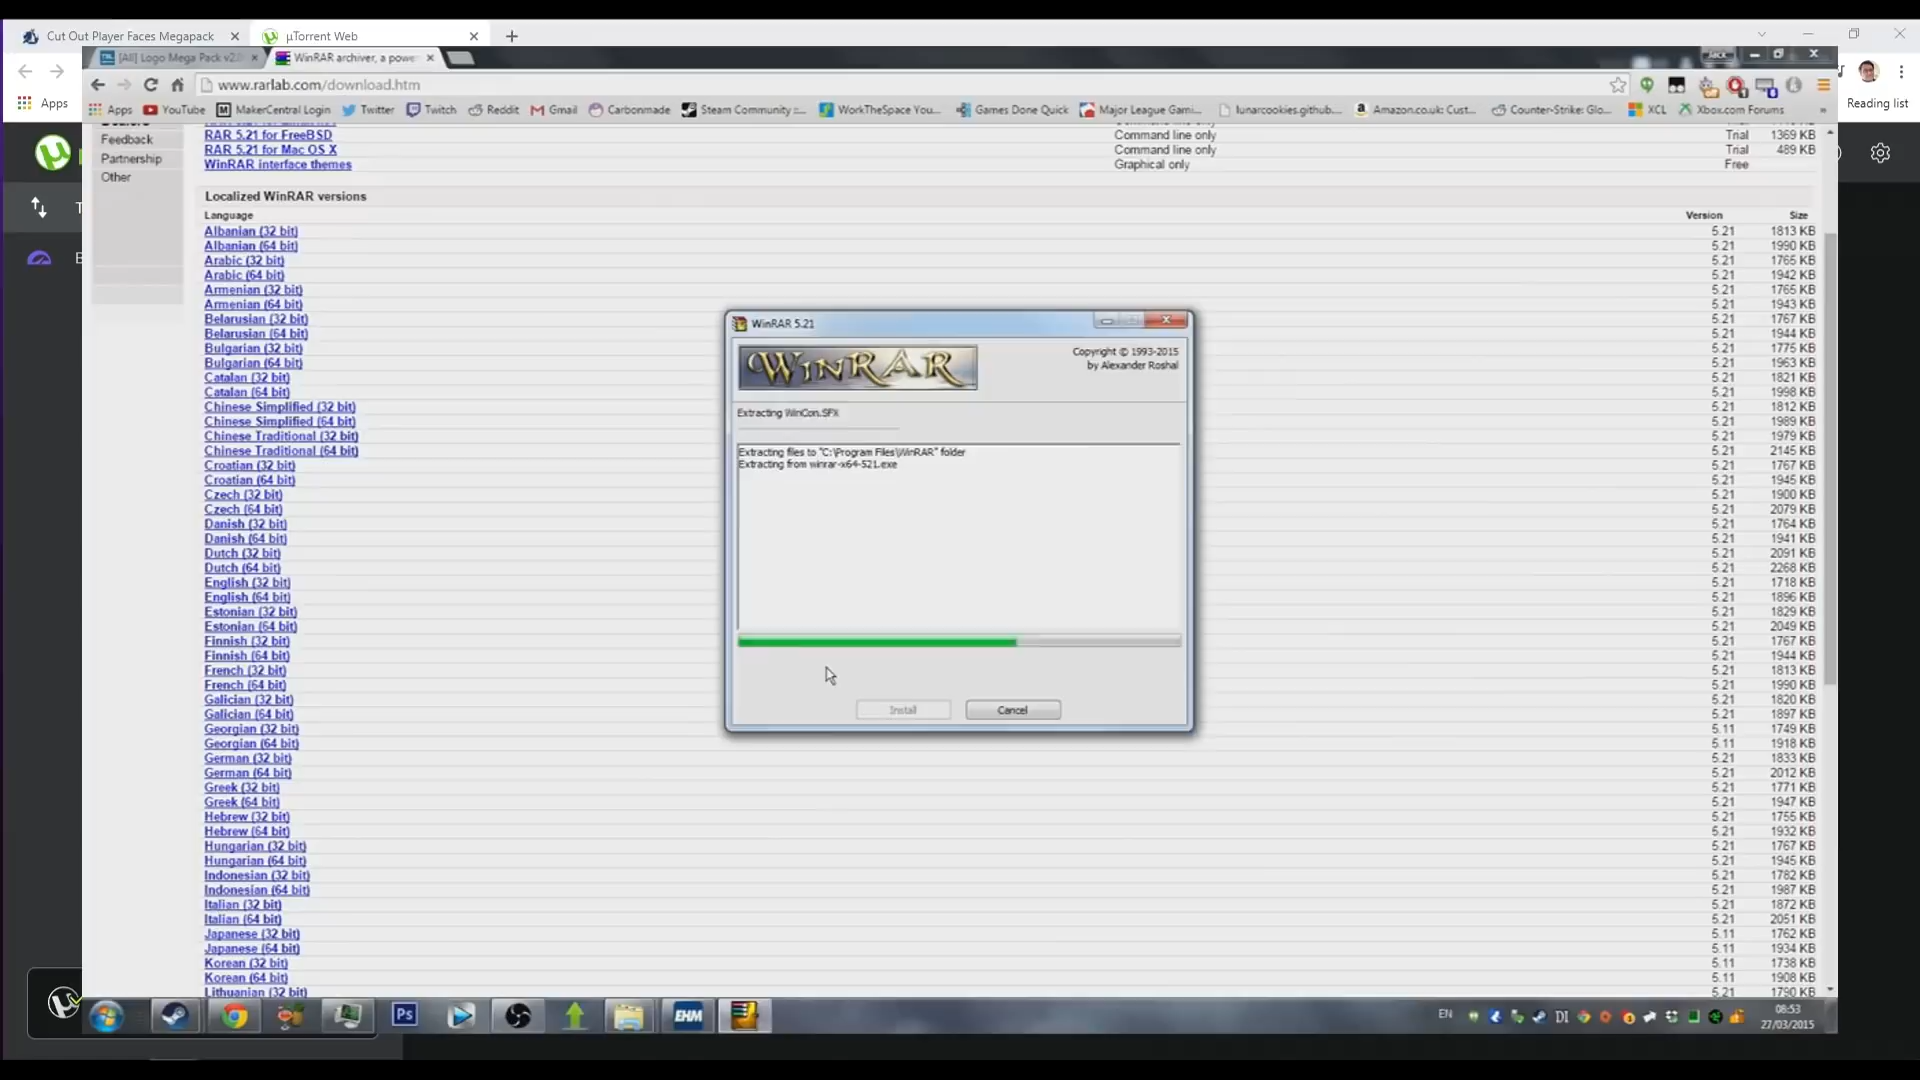 Cut Out Player Faces Megapack
µTorrent Web
[All] Logo Mega Pack v2.0
WinRAR archiver, a powe
www.rarlab.com/download.htm
Apps
Apps
YouTube
MakerCentral Login
Twitter
Twitch
Reddit
Gmail
Carbonmade
Steam Community ::..
WorkTheSpace You...
Games Done Quick
Major League Gami...
lunarcookies.github...
Amazon.co.uk: Cust...
Counter-Strike: Glo...
XCL
Xbox.com Forums
»
Reading list
Feedback
Partnership
Other
RAR 5.21 for FreeBSD Command line only Trial 1369 KB
RAR 5.21 for Mac OS X Command line only Trial 489 KB
WinRAR interface themes Graphical only Free
Localized WinRAR versions
Language Version Size
Albanian (32 bit) 5.21 1813 KB
Albanian (64 bit) 5.21 1990 KB
Arabic (32 bit) 5.21 1765 KB
Arabic (64 bit) 5.21 1942 KB
Armenian (32 bit) 5.21 1765 KB
Armenian (64 bit) 5.21 1943 KB
Belarusian (32 bit) 5.21 1767 KB
Belarusian (64 bit) 5.21 1944 KB
Bulgarian (32 bit) 5.21 1775 KB
Bulgarian (64 bit) 5.21 1963 KB
Catalan (32 bit) 5.21 1821 KB
Catalan (64 bit) 5.21 1998 KB
Chinese Simplified (32 bit) 5.21 1812 KB
Chinese Simplified (64 bit) 5.21 1989 KB
Chinese Traditional (32 bit) 5.21 1979 KB
Chinese Traditional (64 bit) 5.21 2145 KB
Croatian (32 bit) 5.21 1767 KB
Croatian (64 bit) 5.21 1945 KB
Czech (32 bit) 5.21 1900 KB
Czech (64 bit) 5.21 2079 KB
Danish (32 bit) 5.21 1764 KB
Danish (64 bit) 5.21 1941 KB
Dutch (32 bit) 5.21 2091 KB
Dutch (64 bit) 5.21 2268 KB
English (32 bit) 5.21 1718 KB
English (64 bit) 5.21 1896 KB
Estonian (32 bit) 5.21 1829 KB
Estonian (64 bit) 5.21 2049 KB
Finnish (32 bit) 5.21 1767 KB
Finnish (64 bit) 5.21 1944 KB
French (32 bit) 5.21 1813 KB
French (64 bit) 5.21 1990 KB
Galician (32 bit) 5.21 1820 KB
Galician (64 bit) 5.21 1897 KB
Georgian (32 bit) 5.11 1749 KB
Georgian (64 bit) 5.11 1918 KB
German (32 bit) 5.21 1833 KB
German (64 bit) 5.21 2012 KB
Greek (32 bit) 5.21 1771 KB
Greek (64 bit) 5.21 1947 KB
Hebrew (32 bit) 5.21 1755 KB
Hebrew (64 bit) 5.21 1932 KB
Hungarian (32 bit) 5.21 1767 KB
Hungarian (64 bit) 5.21 1945 KB
Indonesian (32 bit) 5.21 1782 KB
Indonesian (64 bit) 5.21 1987 KB
Italian (32 bit) 5.21 1872 KB
Italian (64 bit) 5.21 2051 KB
Japanese (32 bit) 5.11 1762 KB
Japanese (64 bit) 5.11 1934 KB
Korean (32 bit) 5.11 1738 KB
Korean (64 bit) 5.11 1908 KB
Lithuanian (32 bit) 5.21 1790 KB
WinRAR 5.21
WINRAR
Copyright © 1993-2015
by Alexander Roshal
Extracting WinCon.SFX
Extracting files to "C:\Program Files\WinRAR" folder
Extracting from winrar-x64-521.exe
Install
Cancel
Ps
EHM
EN
DI
08:53
27/03/2015